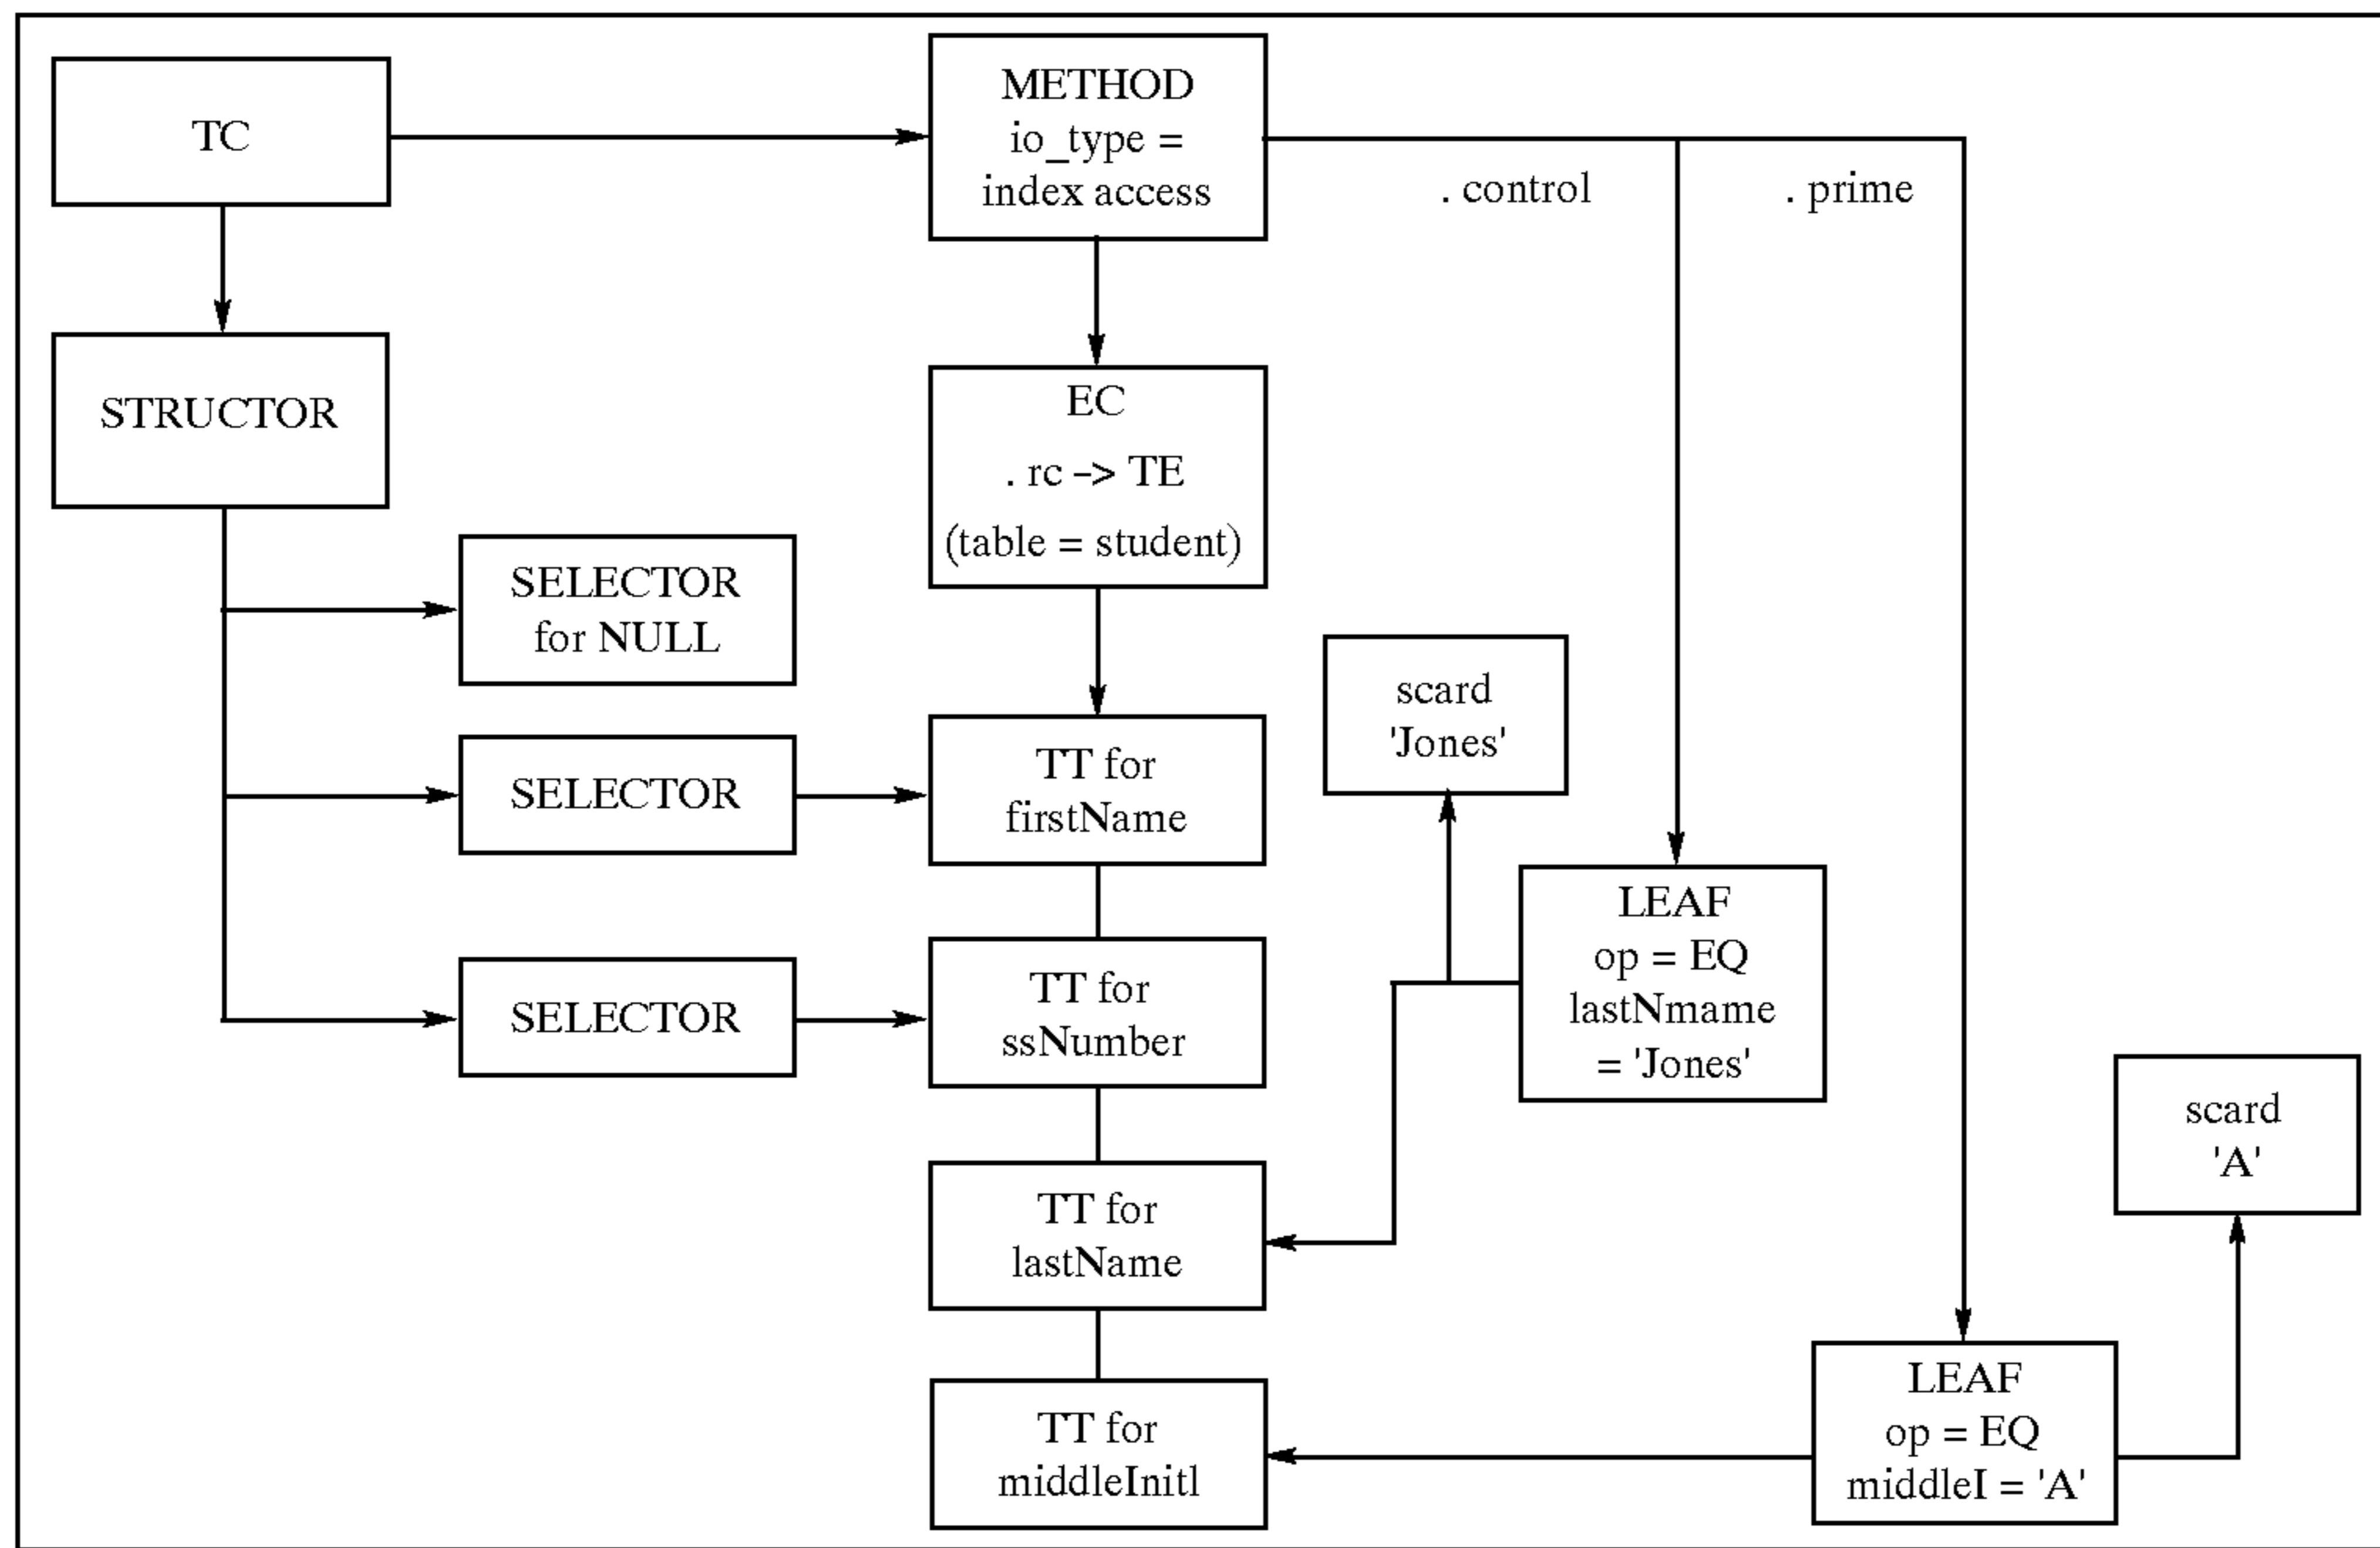 TC
METHOD
io_type =
index access
. control
. prime
STRUCTOR
EC
. rc -> TE
(table = student)
SELECTOR
for NULL
scard
'Jones'
SELECTOR
TT for
firstName
LEAF
op = EQ
lastNmame
= 'Jones'
SELECTOR
TT for
ssNumber
scard
'A'
TT for
lastName
LEAF
op = EQ
middleI = 'A'
TT for
middleInitl